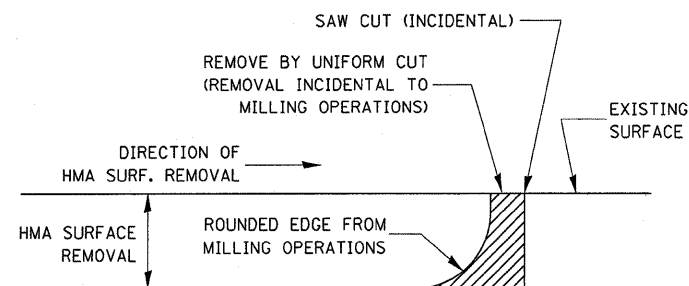 SAW CUT (INCIDENTAL)
REMOVE BY UNIFORM CUT
(REMOVAL INCIDENTAL TO
MILLING OPERATIONS)
EXISTING
SURFACE
DIRECTION OF
HMA SURF. REMOVAL
HMA SURFACE
REMOVAL
ROUNDED EDGE FROM
MILLING OPERATIONS